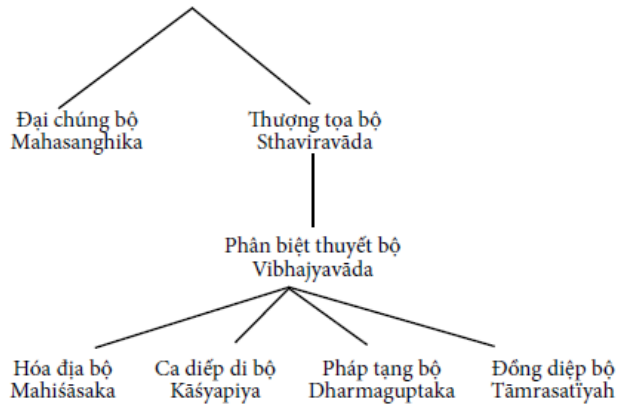 Đại chúng bộ
Mahasanghika
Thượng tọa bộ
Sthaviravāda
Phân biệt thuyết bộ
Vibhajyavāda
Hóa địa bộ
Mahiśāsaka
Ca diếp di bộ
Kāśyapiya
Pháp tạng bộ
Dharmaguptaka
Đồng diệp bộ
Tāmrasatïyah